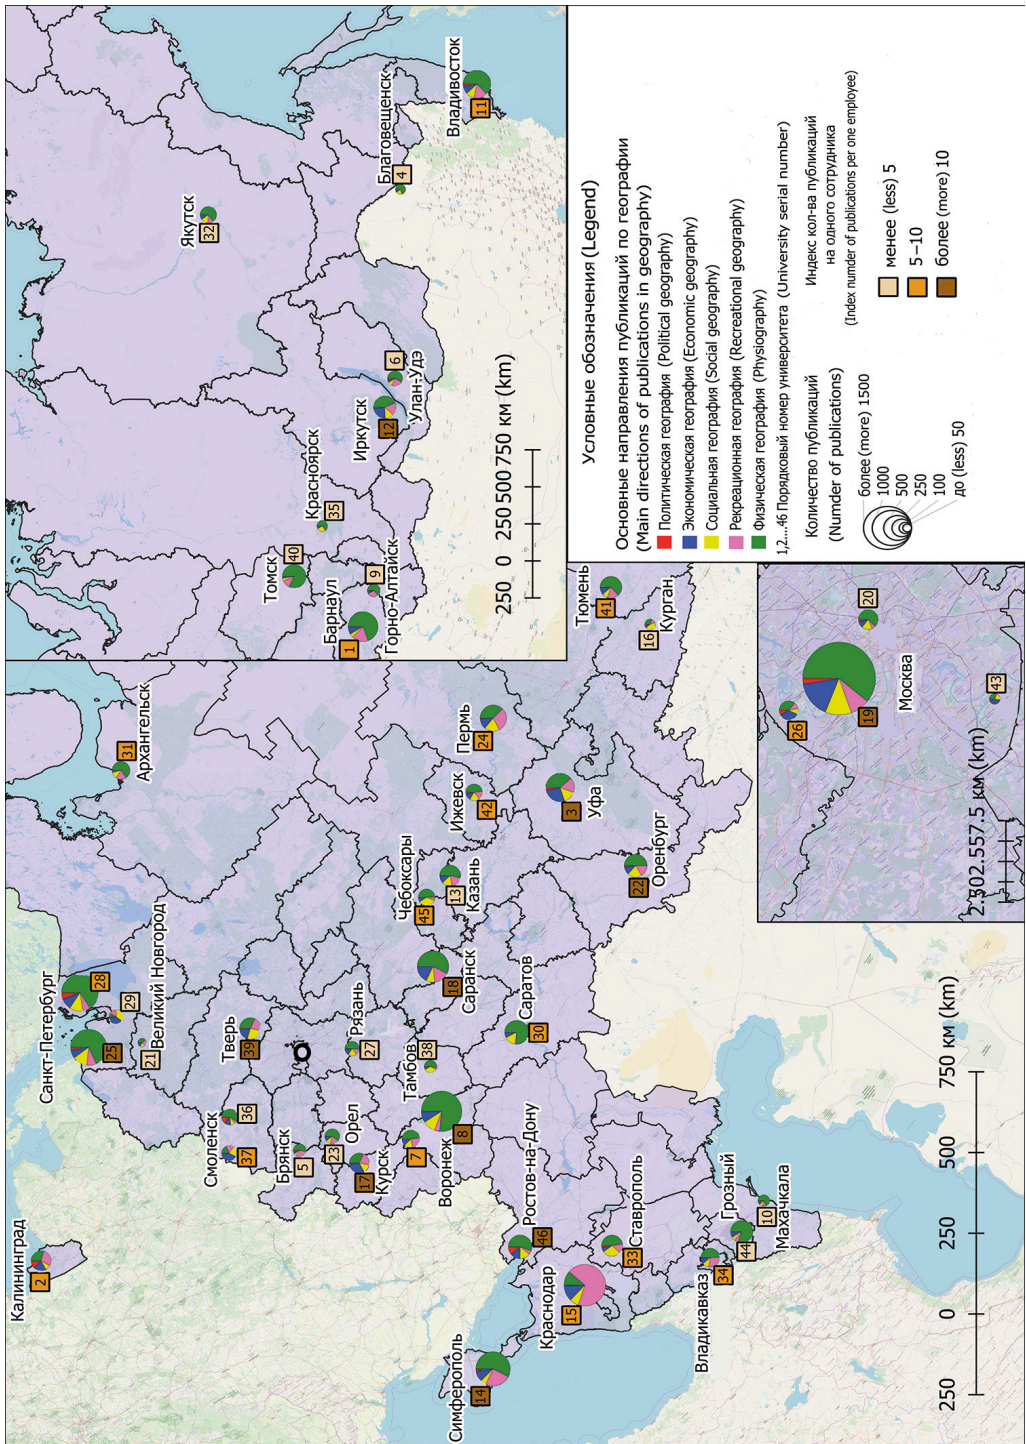 Калининград
2
Санкт-Петербург
28
25
29
Великий Новгород
21
Архангельск
31
Смоленск
36
37
Тверь
39
Брянск
5
Орел
23
Рязань
27
Курск
17
Тамбов
38
7
Воронеж
8
Чебоксары
45
Казань
13
Саранск
18
Саратов
30
Ижевск
42
Пермь
24
Уфа
3
Оренбург
22
Тюмень
41
Курган
16
Симферополь
14
Краснодар
15
Ростов-на-Дону
46
Ставрополь
33
Владикавказ
34
Грозный
44
Махачкала
10
250 0 250 500 750 км (km)
Барнаул
1
Горно-Алтайск
9
Томск
40
Красноярск
35
Иркутск
12
Улан-Удэ
6
Якутск
32
Благовещенск
4
Владивосток
11
250 0 250 500 750 км (km)
26
19
Москва
20
43
2.502.557.5 км (km)
Условные обозначения (Legend)
Основные направления публикаций по географии
(Main directions of publications in geography)
Политическая география (Political geography)
Экономическая география (Economic geography)
Социальная география (Social geography)
Рекреационная география (Recreational geography)
Физическая география (Physiography)
1,2....46 Порядковый номер университета (University serial number)
Количество публикаций
(Numder of publications)
более (more) 1500
1000
500
250
100
до (less) 50
Индекс кол-ва публикаций
на одного сотрудника
(Index numder of publications per one employee)
менее (less) 5
5–10
более (more) 10